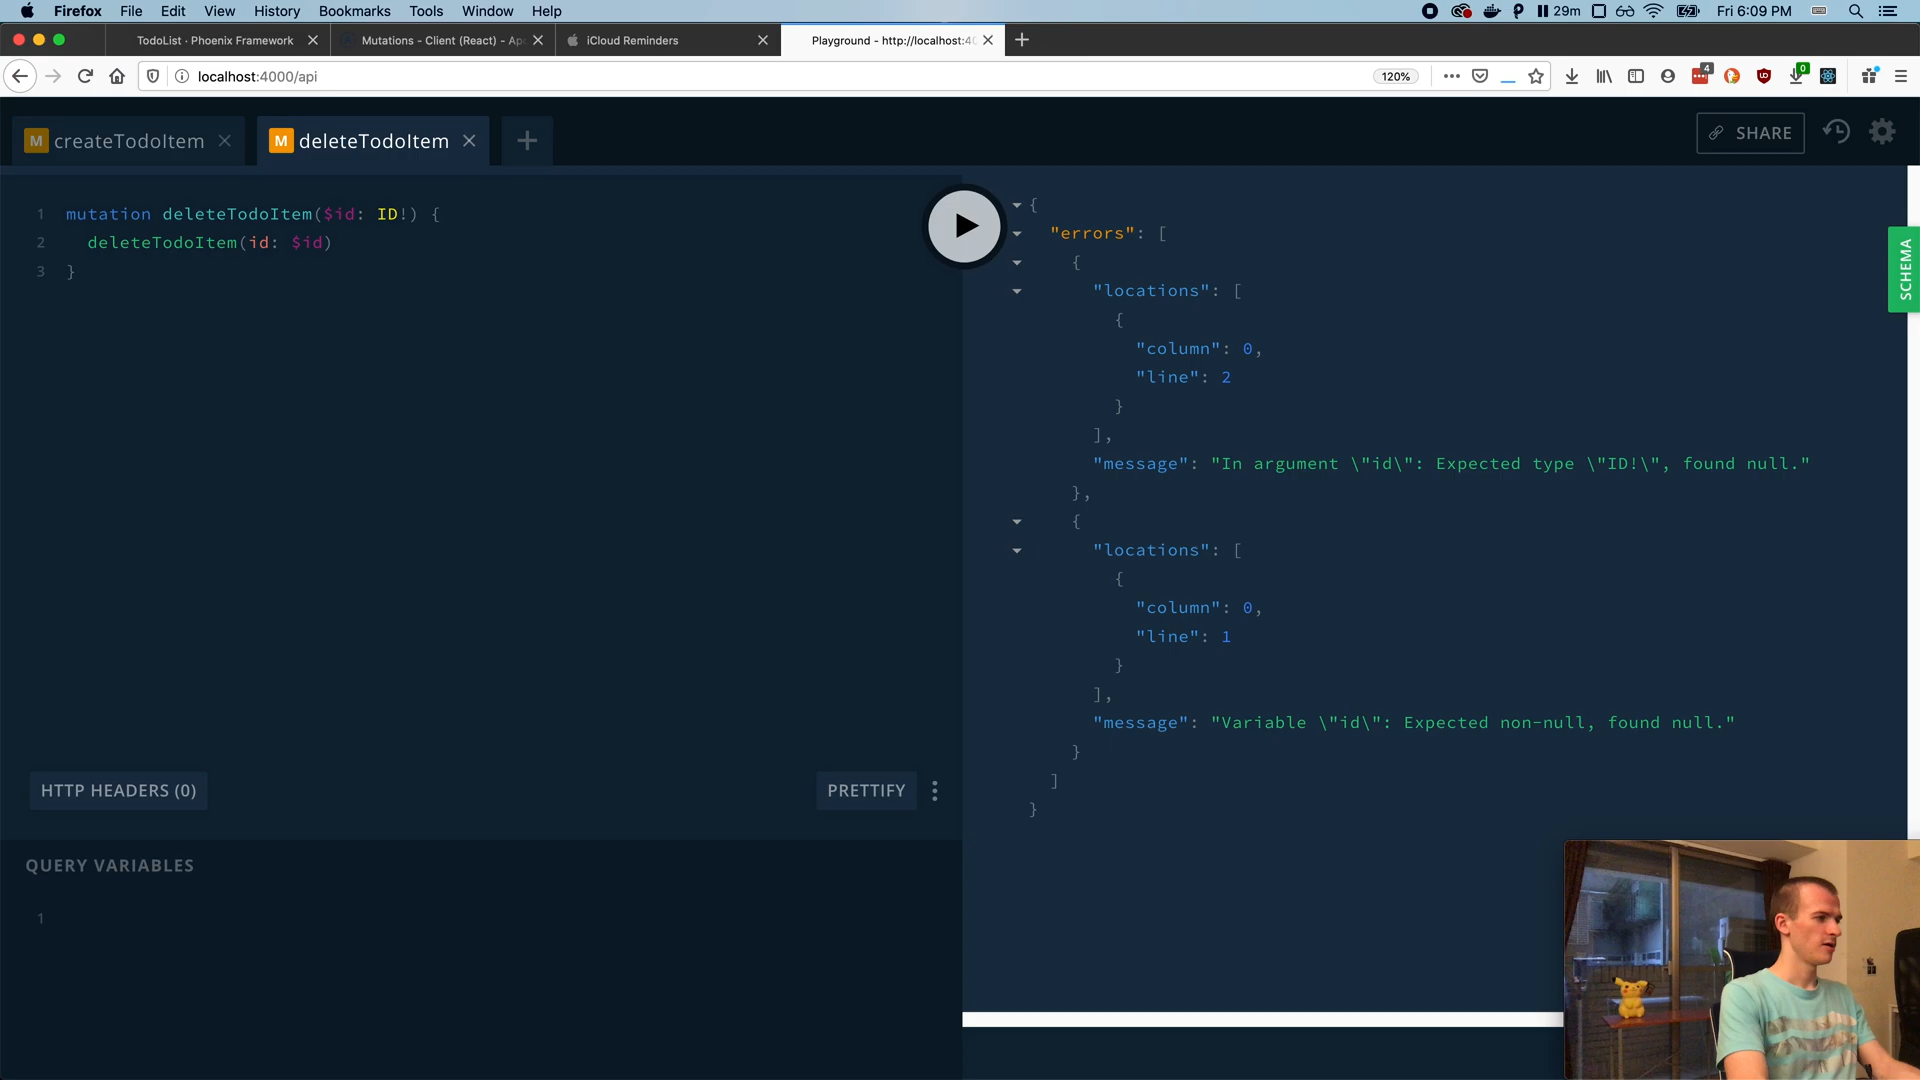 Firefox File Edit View History Bookmarks Tools Window Help 29m Fri 6:09 PM
TodoList · Phoenix Framework Mutations - Client (React) - Apo iCloud Reminders Playground - http://localhost:40
localhost:4000/api 120% 4 0
M createTodoItem M deleteTodoItem SHARE
1 mutation deleteTodoItem($id: ID!) {
2 deleteTodoItem(id: $id)
3 }
HTTP HEADERS (0) PRETTIFY
QUERY VARIABLES
1
{
"errors": [
{
"locations": [
{
"column": 0,
"line": 2
}
],
"message": "In argument \"id\": Expected type \"ID!\", found null."
},
{
"locations": [
{
"column": 0,
"line": 1
}
],
"message": "Variable \"id\": Expected non-null, found null."
}
]
}
SCHEMA